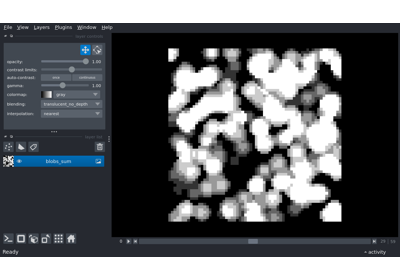 File View Layers Plugins Window Help
opacity: 1.00
contrast limits:
auto-contrast: once continuous
gamma: 1.00
colormap: gray
blending: translucent_no_depth
interpolation: nearest
blobs_sum
Ready
activity